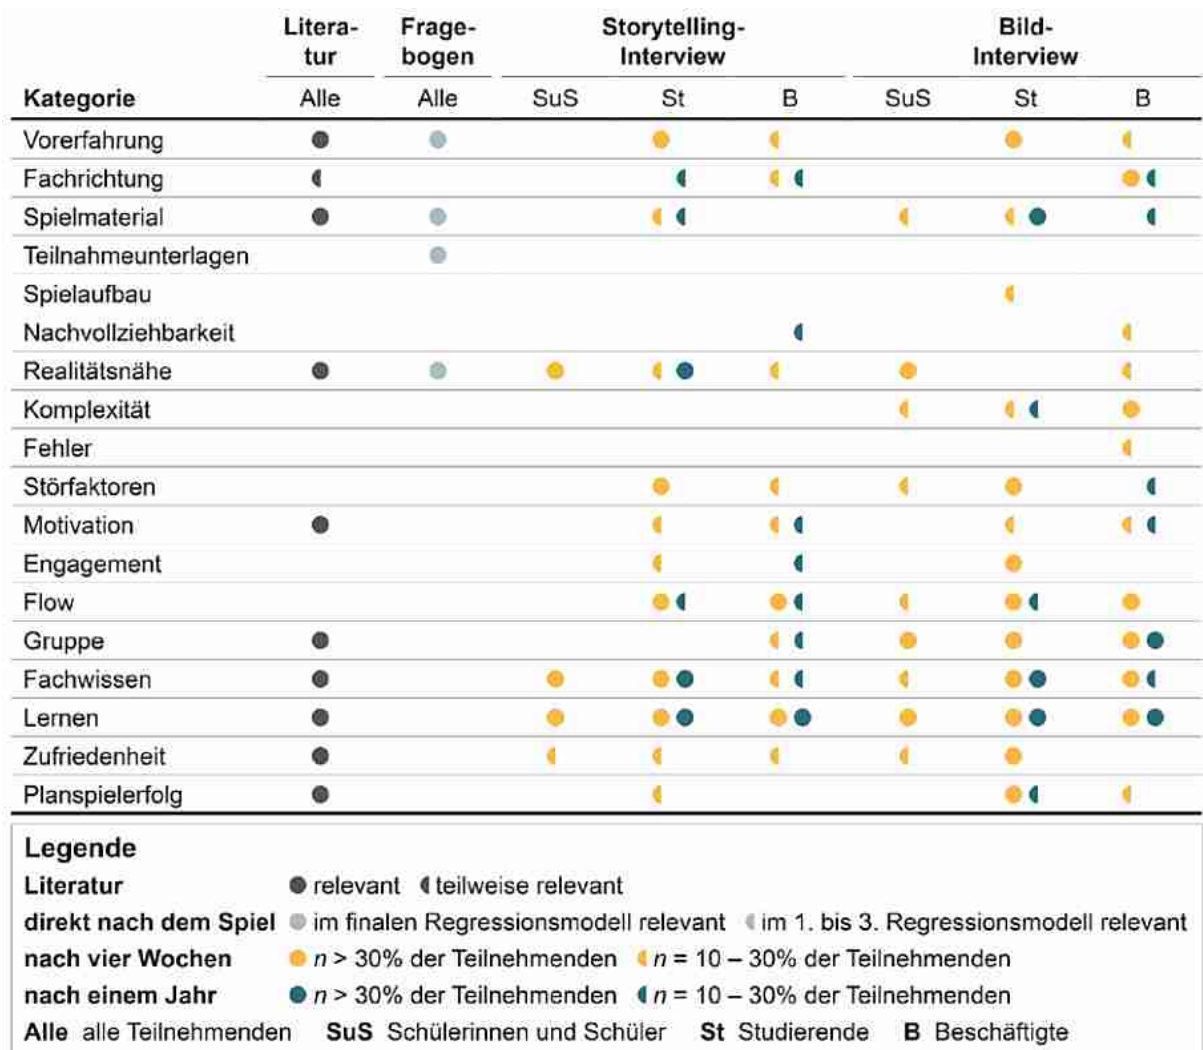 Litera- Frage- Storytelling- Bild-
tur bogen Interview Interview
Kategorie Alle Alle SuS St B SuS St B
Vorerfahrung
Fachrichtung
Spielmaterial
Teilnahmeunterlagen
Spielaufbau
Nachvollziehbarkeit
Realitätsnähe
Komplexität
Fehler
Störfaktoren
Motivation
Engagement
Flow
Gruppe
Fachwissen
Lernen
Zufriedenheit
Planspielerfolg
Legende
Literatur relevant teilweise relevant
direkt nach dem Spiel im finalen Regressionsmodell relevant im 1. bis 3. Regressionsmodell relevant
nach vier Wochen n > 30% der Teilnehmenden n = 10 – 30% der Teilnehmenden
nach einem Jahr n > 30% der Teilnehmenden n = 10 – 30% der Teilnehmenden
Alle alle Teilnehmenden SuS Schülerinnen und Schüler St Studierende B Beschäftigte